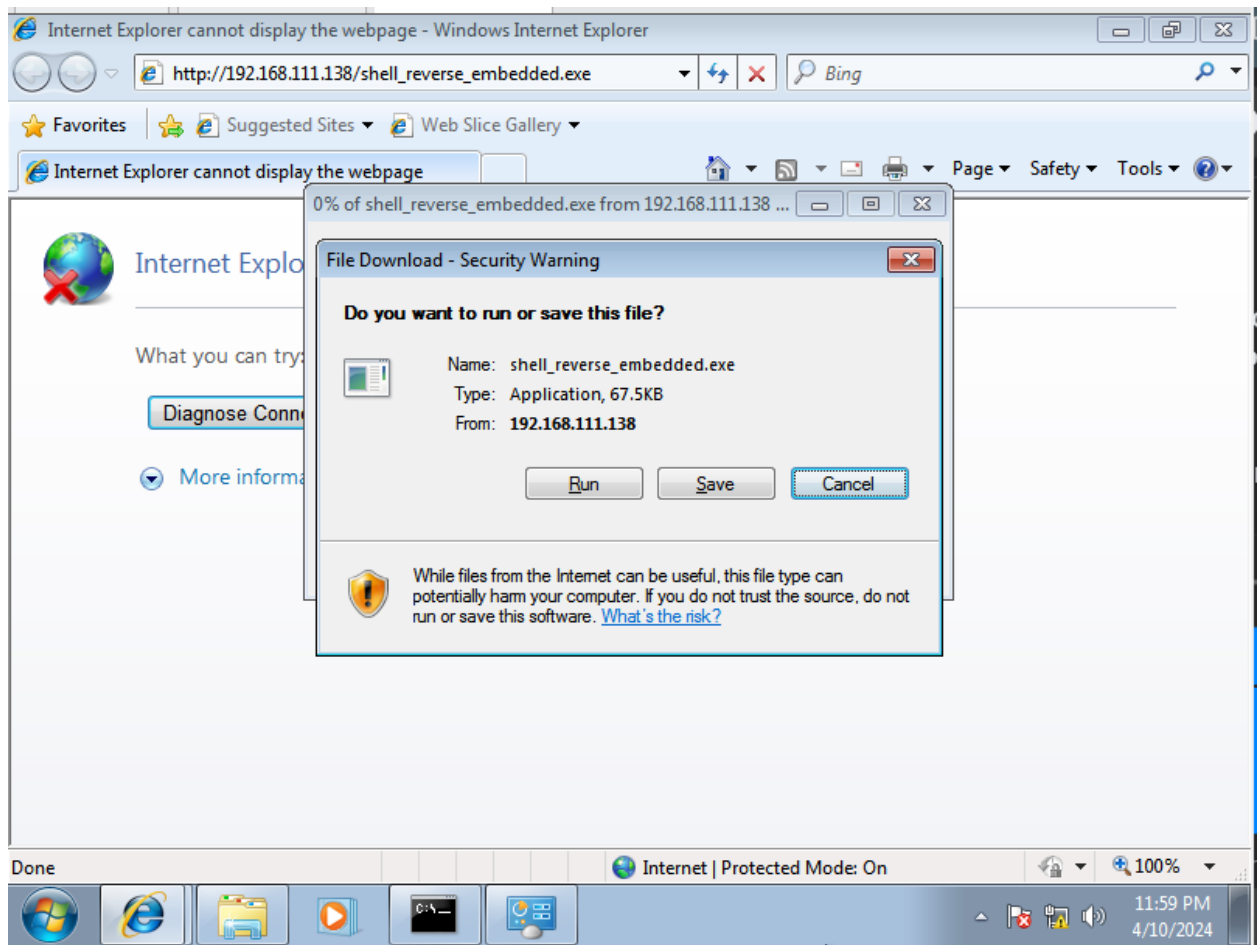 Internet Explorer cannot display the webpage - Windows Internet Explorer
http://192.168.111.138/shell_reverse_embedded.exe
Bing
Favorites Suggested Sites Web Slice Gallery
Internet Explorer cannot display the webpage
Page Safety Tools
0% of shell_reverse_embedded.exe from 192.168.111.138 ...
Internet Explo
What you can try:
Diagnose Conne
More informa
File Download - Security Warning
Do you want to run or save this file?
Name: shell_reverse_embedded.exe
Type: Application, 67.5KB
From: 192.168.111.138
Run Save Cancel
While files from the Internet can be useful, this file type can
potentially harm your computer. If you do not trust the source, do not
run or save this software. What's the risk?
Done Internet | Protected Mode: On 100%
C:\_
11:59 PM
4/10/2024